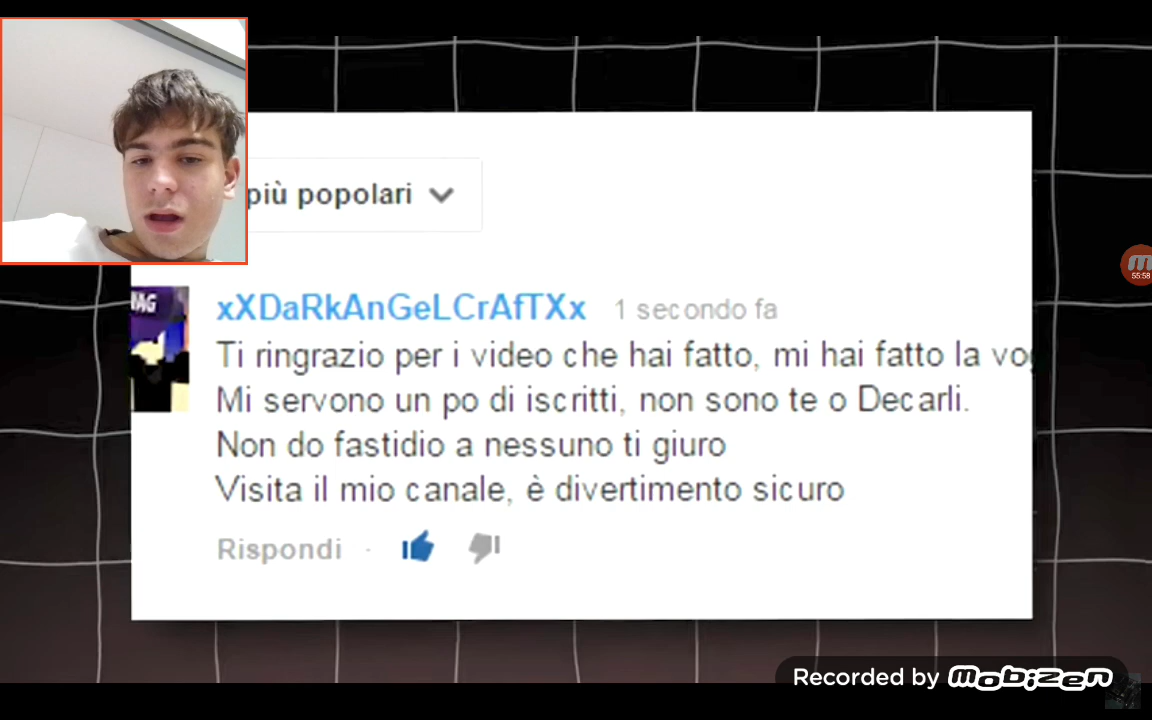 più popolari
xXDaRkAnGeLCrAfTXx 1 secondo fa
Ti ringrazio per i video che hai fatto, mi hai fatto la
Mi servono un po di iscritti, non sono te o Decarli.
Non do fastidio a nessuno ti giuro
Visita il mio canale, è divertimento sicuro
Rispondi
55:58
Recorded by mobizen